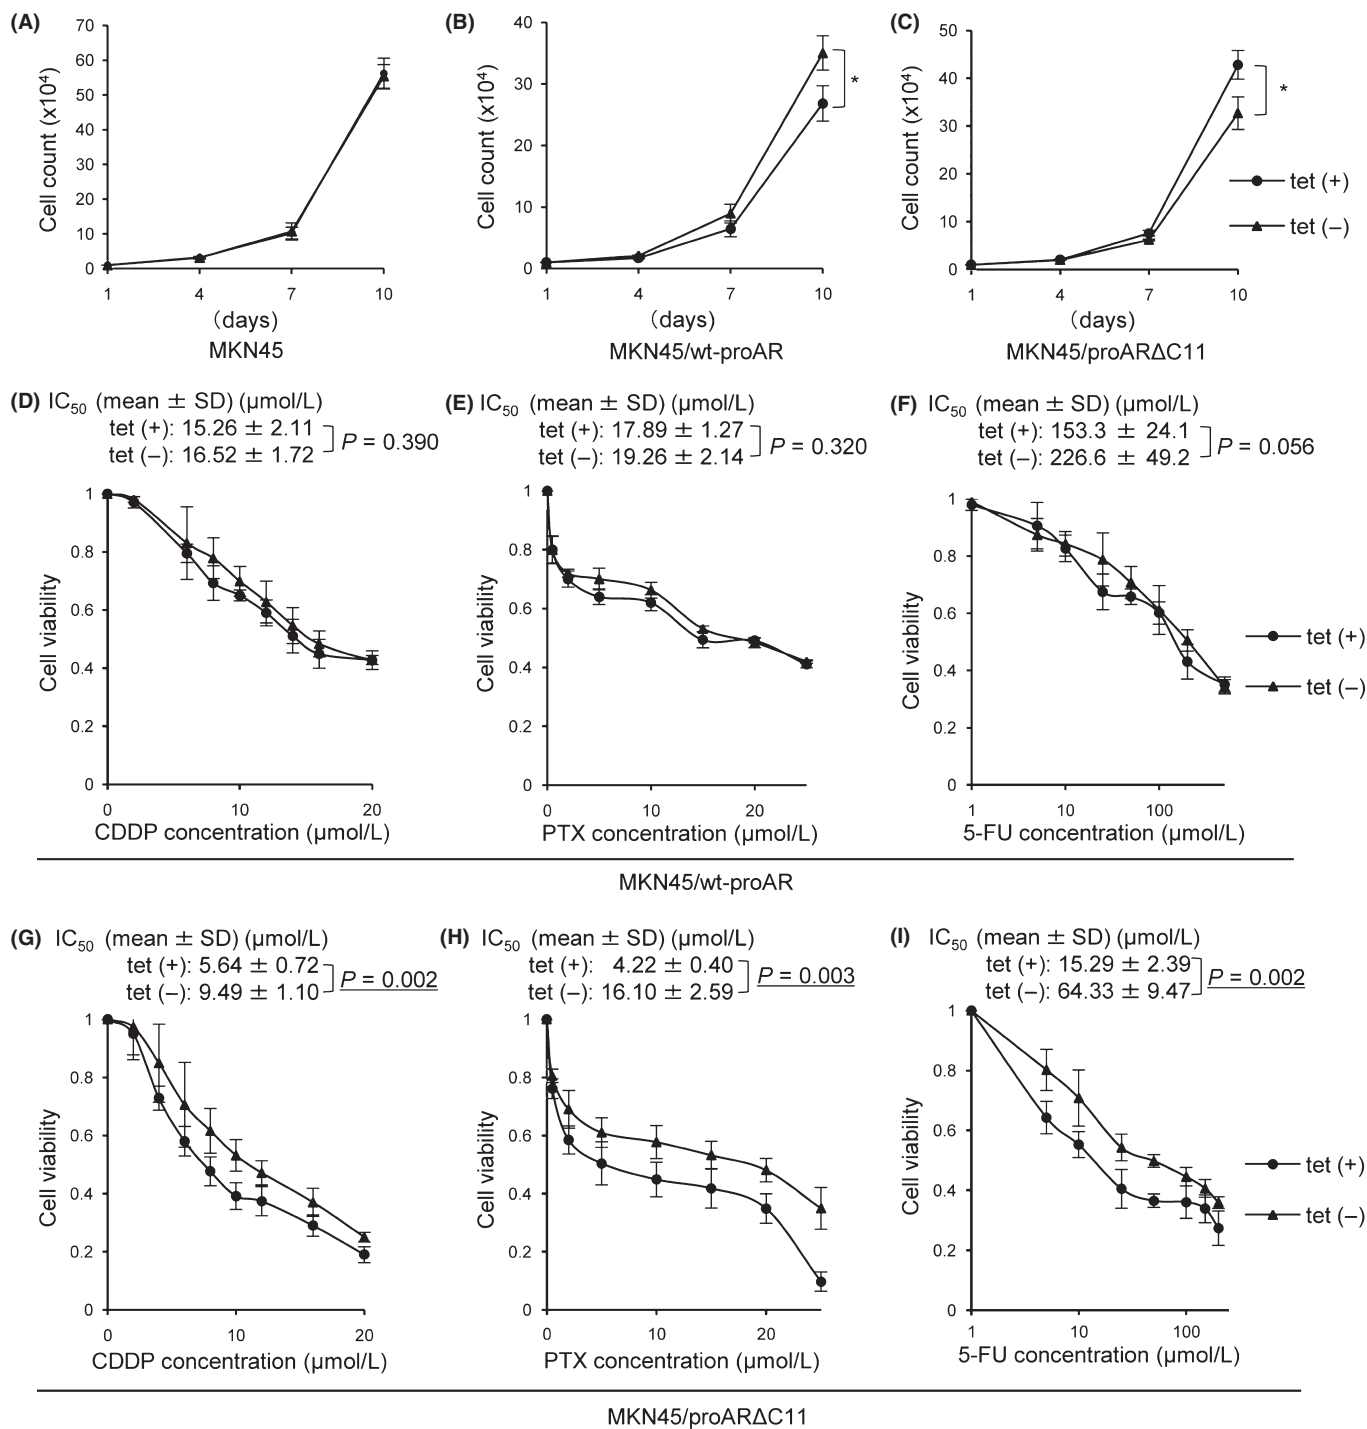 (A)
70
60
50
40
30
20
10
0
Cell count (x10⁴)
1 4 7 10
(days)
MKN45
(B)
40
30
20
10
0
Cell count (x10⁴)
*
1 4 7 10
(days)
MKN45/wt-proAR
(C)
50
40
30
20
10
0
Cell count (x10⁴)
*
tet (+)
tet (–)
1 4 7 10
(days)
MKN45/proARΔC11
(D) IC₅₀ (mean ± SD) (µmol/L)
tet (+): 15.26 ± 2.11
tet (–): 16.52 ± 1.72
P = 0.390
1
0.8
0.6
0.4
0.2
0
Cell viability
0 10 20
CDDP concentration (µmol/L)
(E) IC₅₀ (mean ± SD) (µmol/L)
tet (+): 17.89 ± 1.27
tet (–): 19.26 ± 2.14
P = 0.320
1
0.8
0.6
0.4
0.2
0
Cell viability
0 10 20
PTX concentration (µmol/L)
(F) IC₅₀ (mean ± SD) (µmol/L)
tet (+): 153.3 ± 24.1
tet (–): 226.6 ± 49.2
P = 0.056
1
0.8
0.6
0.4
0.2
0
Cell viability
tet (+)
tet (–)
1 10 100
5-FU concentration (µmol/L)
MKN45/wt-proAR
(G) IC₅₀ (mean ± SD) (µmol/L)
tet (+): 5.64 ± 0.72
tet (–): 9.49 ± 1.10
P = 0.002
1
0.8
0.6
0.4
0.2
0
Cell viability
0 10 20
CDDP concentration (µmol/L)
(H) IC₅₀ (mean ± SD) (µmol/L)
tet (+): 4.22 ± 0.40
tet (–): 16.10 ± 2.59
P = 0.003
1
0.8
0.6
0.4
0.2
0
Cell viability
0 10 20
PTX concentration (µmol/L)
(I) IC₅₀ (mean ± SD) (µmol/L)
tet (+): 15.29 ± 2.39
tet (–): 64.33 ± 9.47
P = 0.002
1
0.8
0.6
0.4
0.2
0
Cell viability
tet (+)
tet (–)
1 10 100
5-FU concentration (µmol/L)
MKN45/proARΔC11